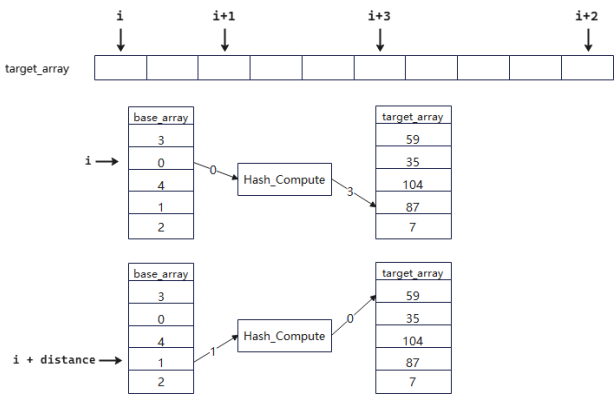 i i+1 i+3 i+2
target_array
base_array target_array
3 59
i 0 0 35
4 Hash_Compute 104
1 3 87
2 7
base_array target_array
3 59
0 0 35
4 Hash_Compute 104
i + distance 1 1 87
2 7